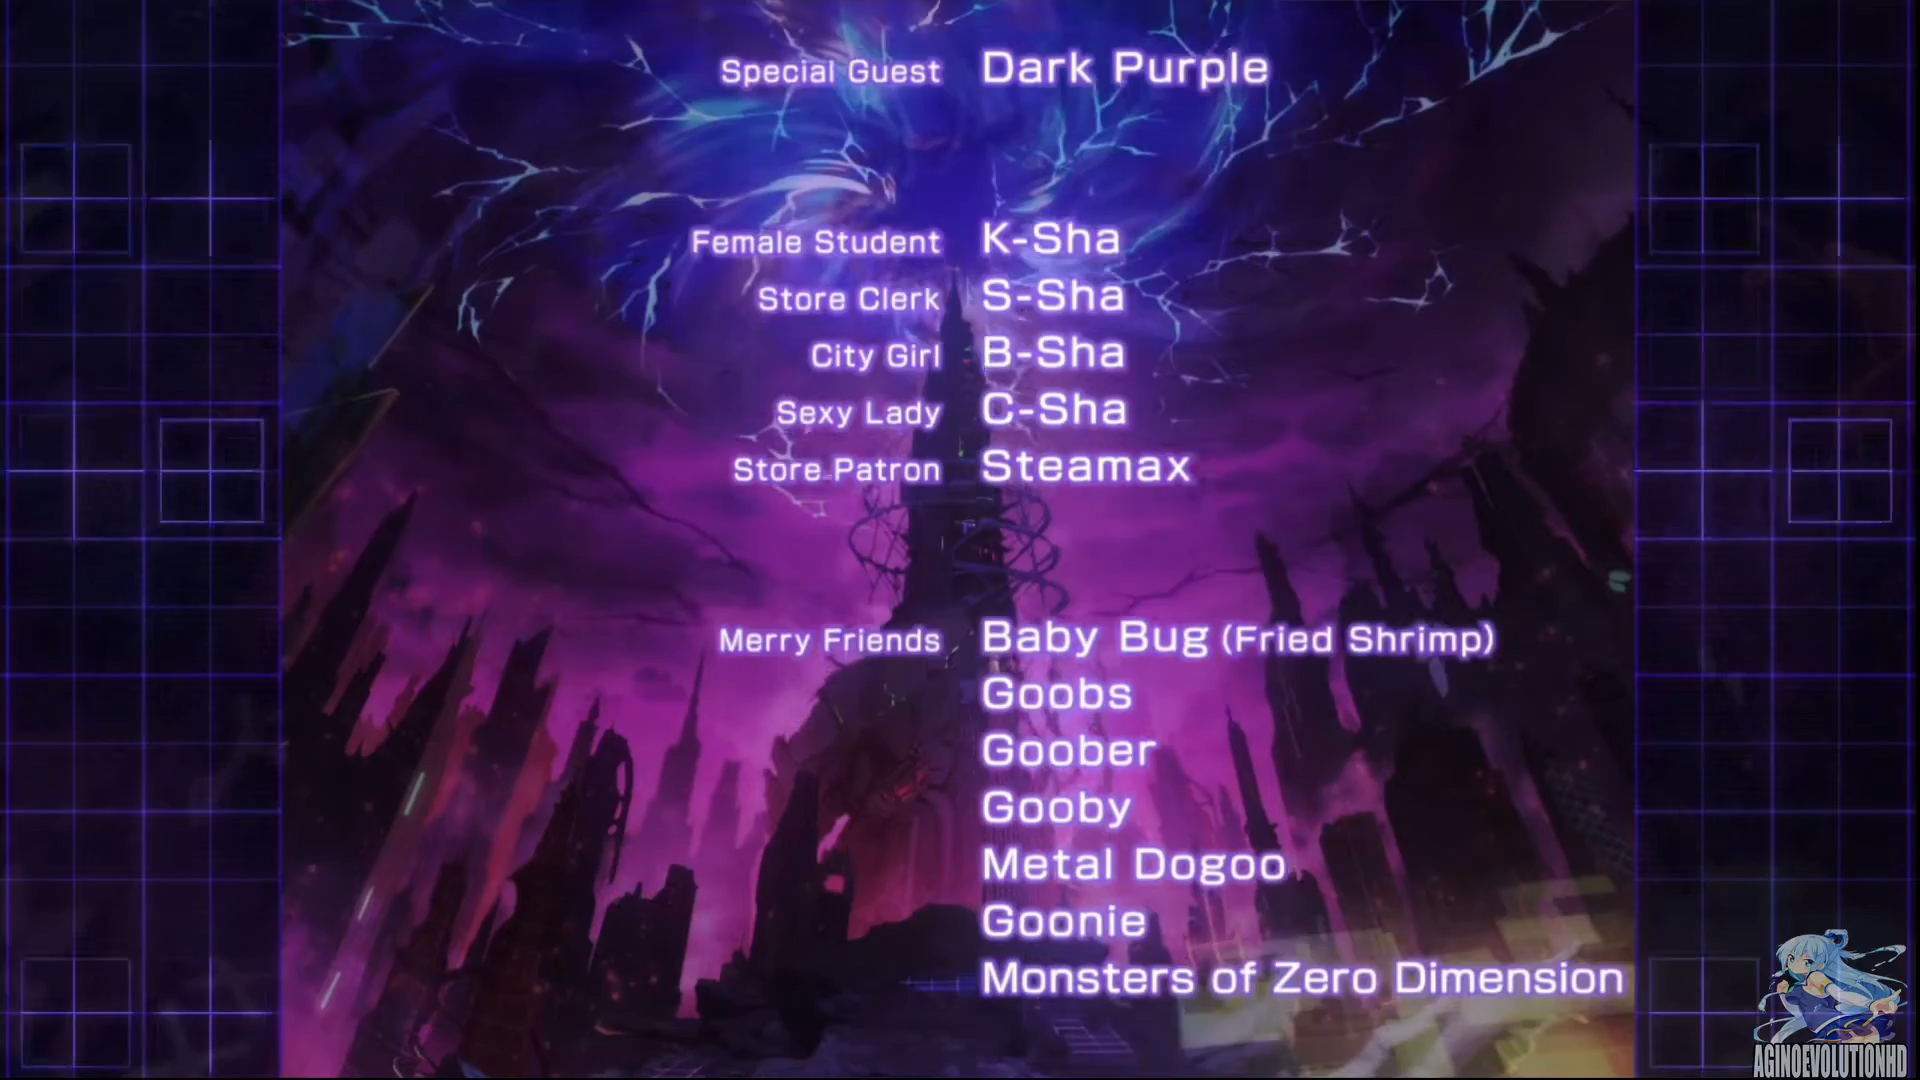 Special Guest Dark Purple
Female Student K-Sha
Store Clerk S-Sha
City Girl B-Sha
Sexy Lady C-Sha
Store Patron Steamax
Merry Friends Baby Bug (Fried Shrimp)
Goobs
Goober
Gooby
Metal Dogoo
Goonie
Monsters of Zero Dimension
AGINOEVOLUTIONHD